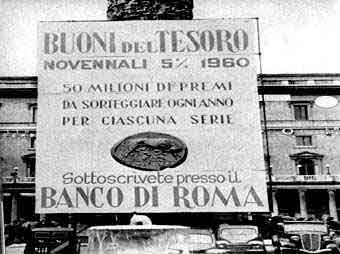 BUONI DEL TESORO
NOVENNALI 5% 1960
50 MILIONI DI PREMI
DA SORTEGGIARE OGNI ANNO
PER CIASCUNA SERIE
Sottoscrivete presso il
BANCO DI ROMA